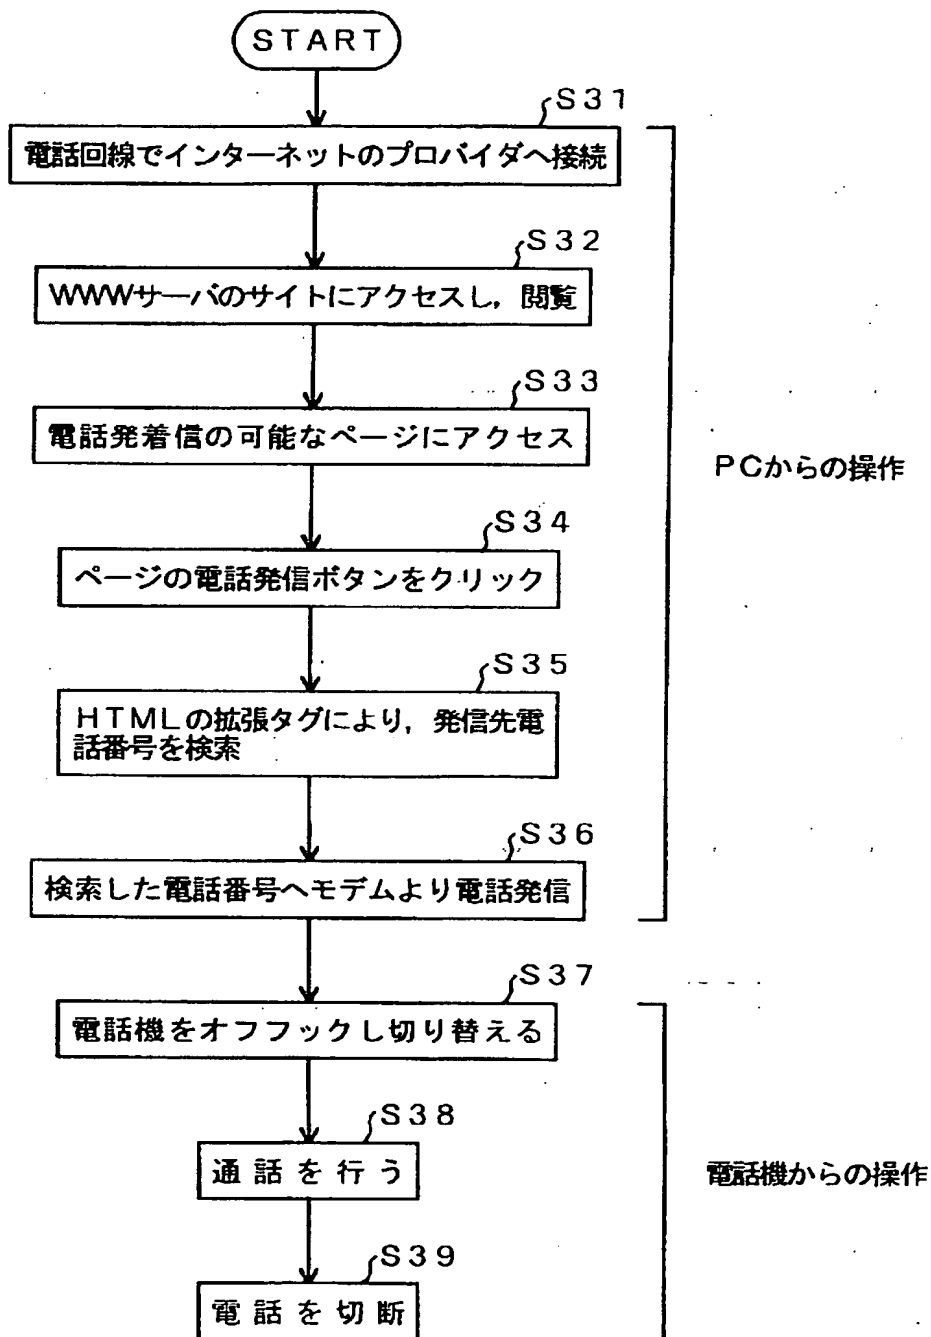 START
S31
電話回線でインターネットのプロバイダへ接続
S32
WWWサーバのサイトにアクセスし，閲覧
S33
電話発着信の可能なページにアクセス
PCからの操作
S34
ページの電話発信ボタンをクリック
S35
HTMLの拡張タグにより，発信先電
話番号を検索
S36
検索した電話番号へモデムより電話発信
S37
電話機をオフフックし切り替える
S38
通話を行う
電話機からの操作
S39
電話を切断